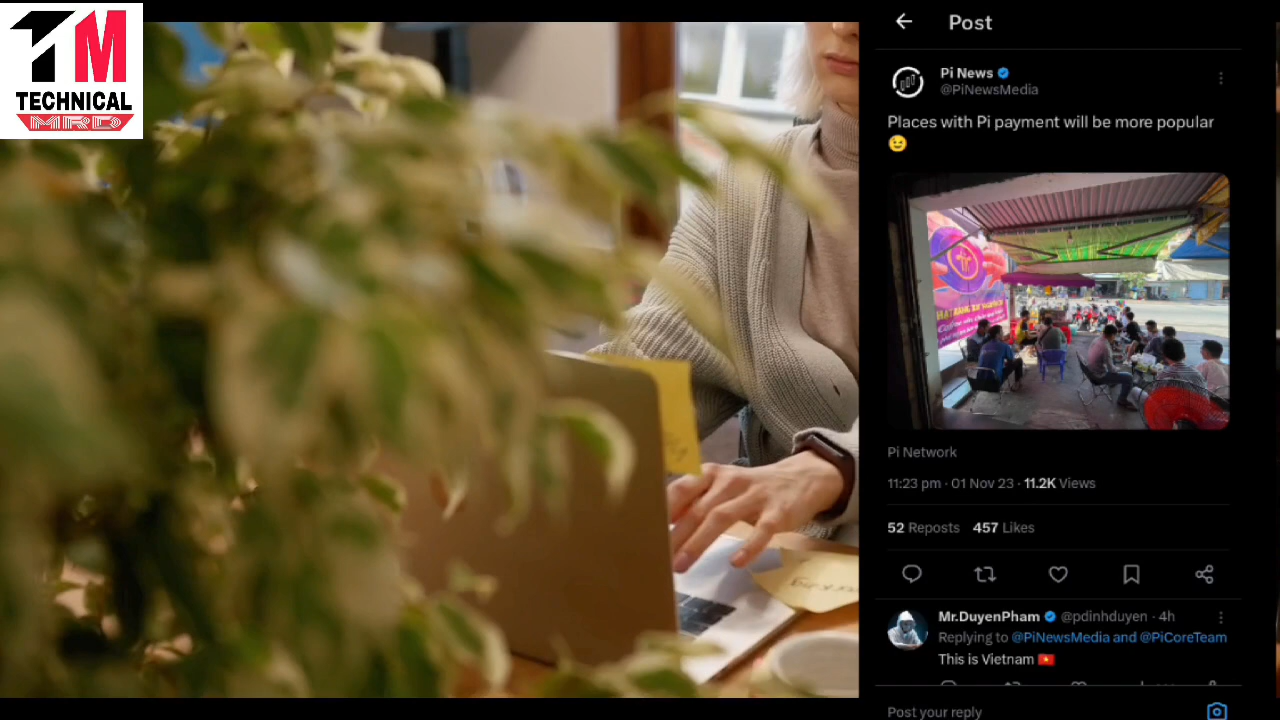 TM
TECHNICAL
MRD
Post
Pi News
@PiNewsMedia
Places with Pi payment will be more popular
😉
Pi Network
11:23 pm · 01 Nov 23 · 11.2K Views
52 Reposts 457 Likes
Mr.DuyenPham @pdinhduyen · 4h
Replying to @PiNewsMedia and @PiCoreTeam
This is Vietnam 🇻🇳
Post your reply